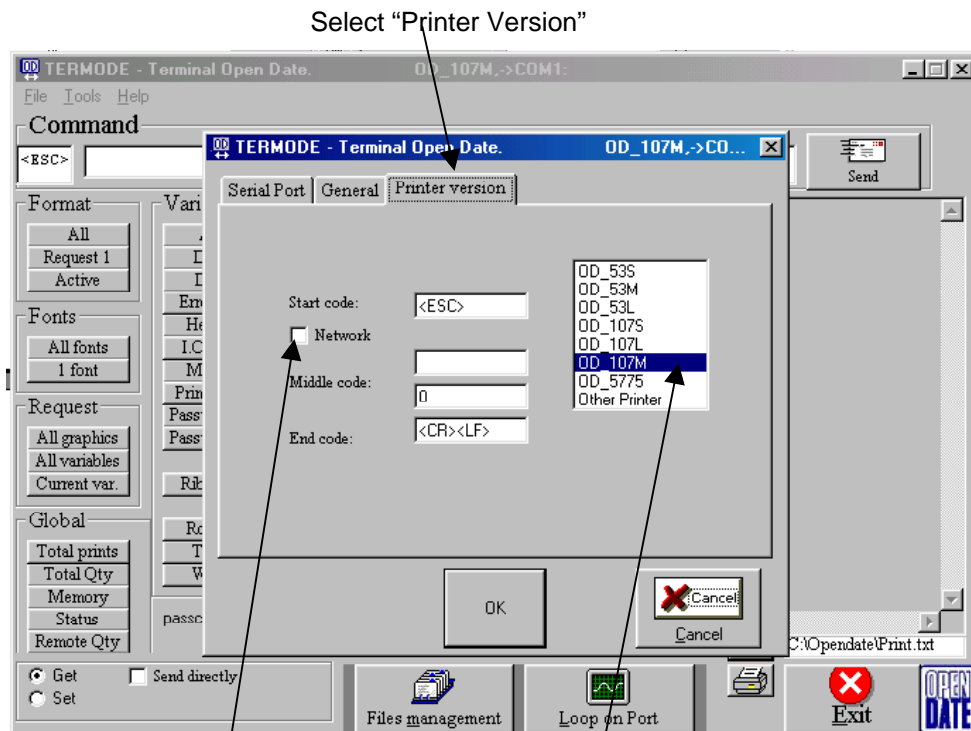 Select “Printer Version”
TERMODE - Terminal Open Date. OD_107M,->COM1:
File Tools Help
Command
<ESC>
Send
TERMODE - Terminal Open Date. OD_107M,->CO...
Serial Port General Printer version
Start code: <ESC>
Network
Middle code:
0
End code: <CR><LF>
OD_53S
OD_53M
OD_53L
OD_107S
OD_107L
OD_107M
OD_5775
Other Printer
OK
Cancel
Cancel
Format
All
Request 1
Active
Fonts
All fonts
1 font
Request
All graphics
All variables
Current var.
Global
Total prints
Total Qty
Memory
Status
Remote Qty
Vari
Pass
Pass
passc
C:\Opendate\Print.txt
Get
Set
Send directly
Files management
Loop on Port
Exit
OPEN
DATE